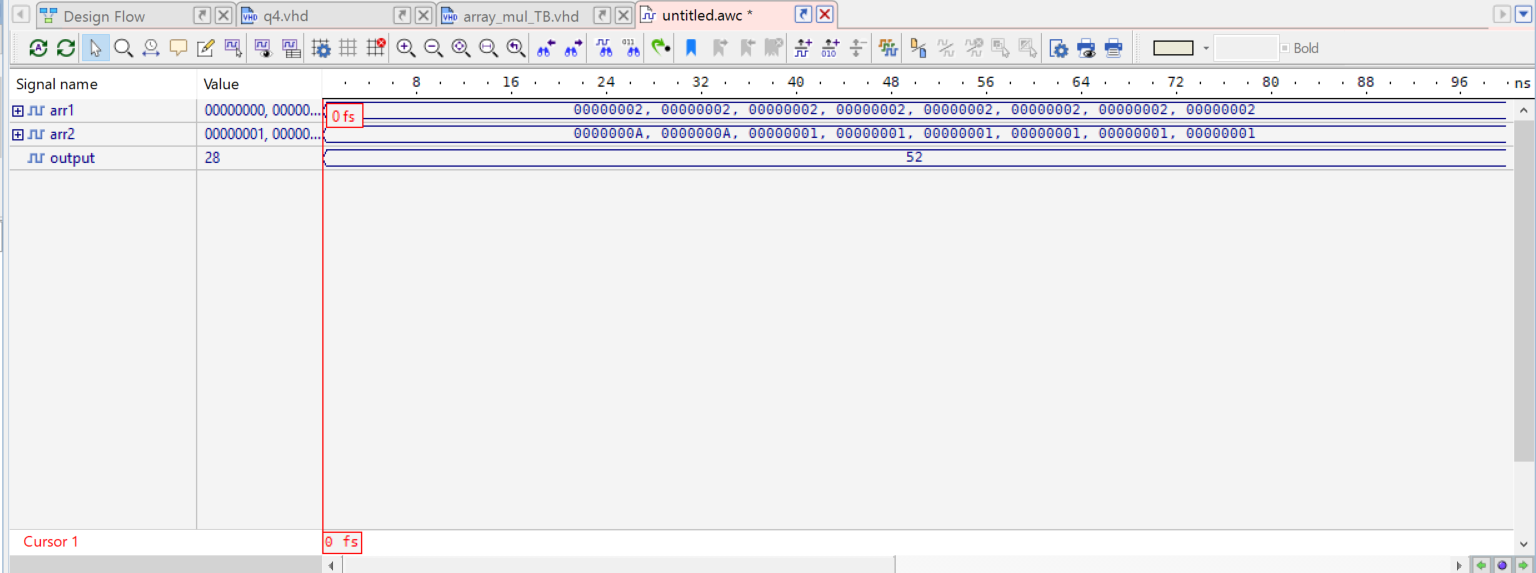 Design Flow q4.vhd array_mul_TB.vhd untitled.awc *
Bold
Signal name Value 8 16 24 32 40 48 56 64 72 80 88 96 ns
arr1 00000000, 00000... 0 fs 00000002, 00000002, 00000002, 00000002, 00000002, 00000002, 00000002, 00000002
arr2 00000001, 00000... 0000000A, 0000000A, 00000001, 00000001, 00000001, 00000001, 00000001, 00000001
output 28 52
Cursor 1 0 fs